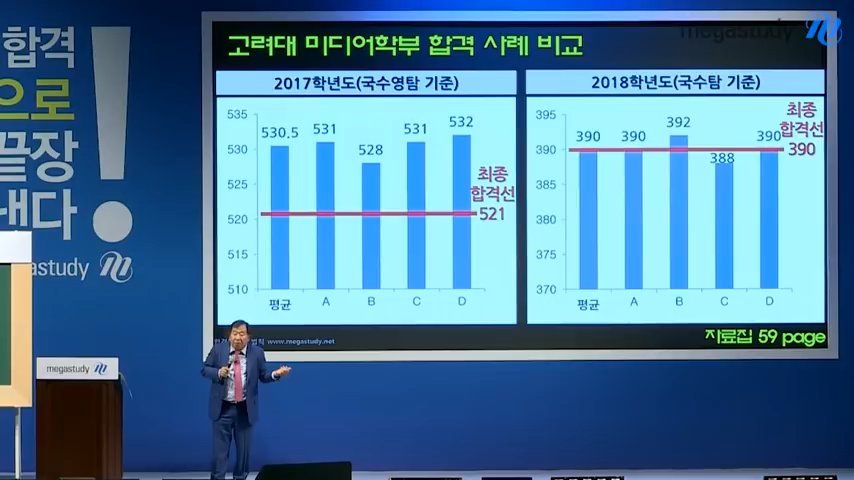 합격
으로
끝장
낸다
!
megastudy
고려대 미디어학부 합격 사례 비교
2017학년도(국수영탐 기준)
535
530
525
520
515
510
530.5
531
528
531
532
최종
합격선
521
평균
A
B
C
D
2018학년도(국수탐 기준)
395
390
385
380
375
370
390
390
392
388
390
최종
합격선
390
평균
A
B
C
D
www.megastudy.net
자료집 59 page
megastudy